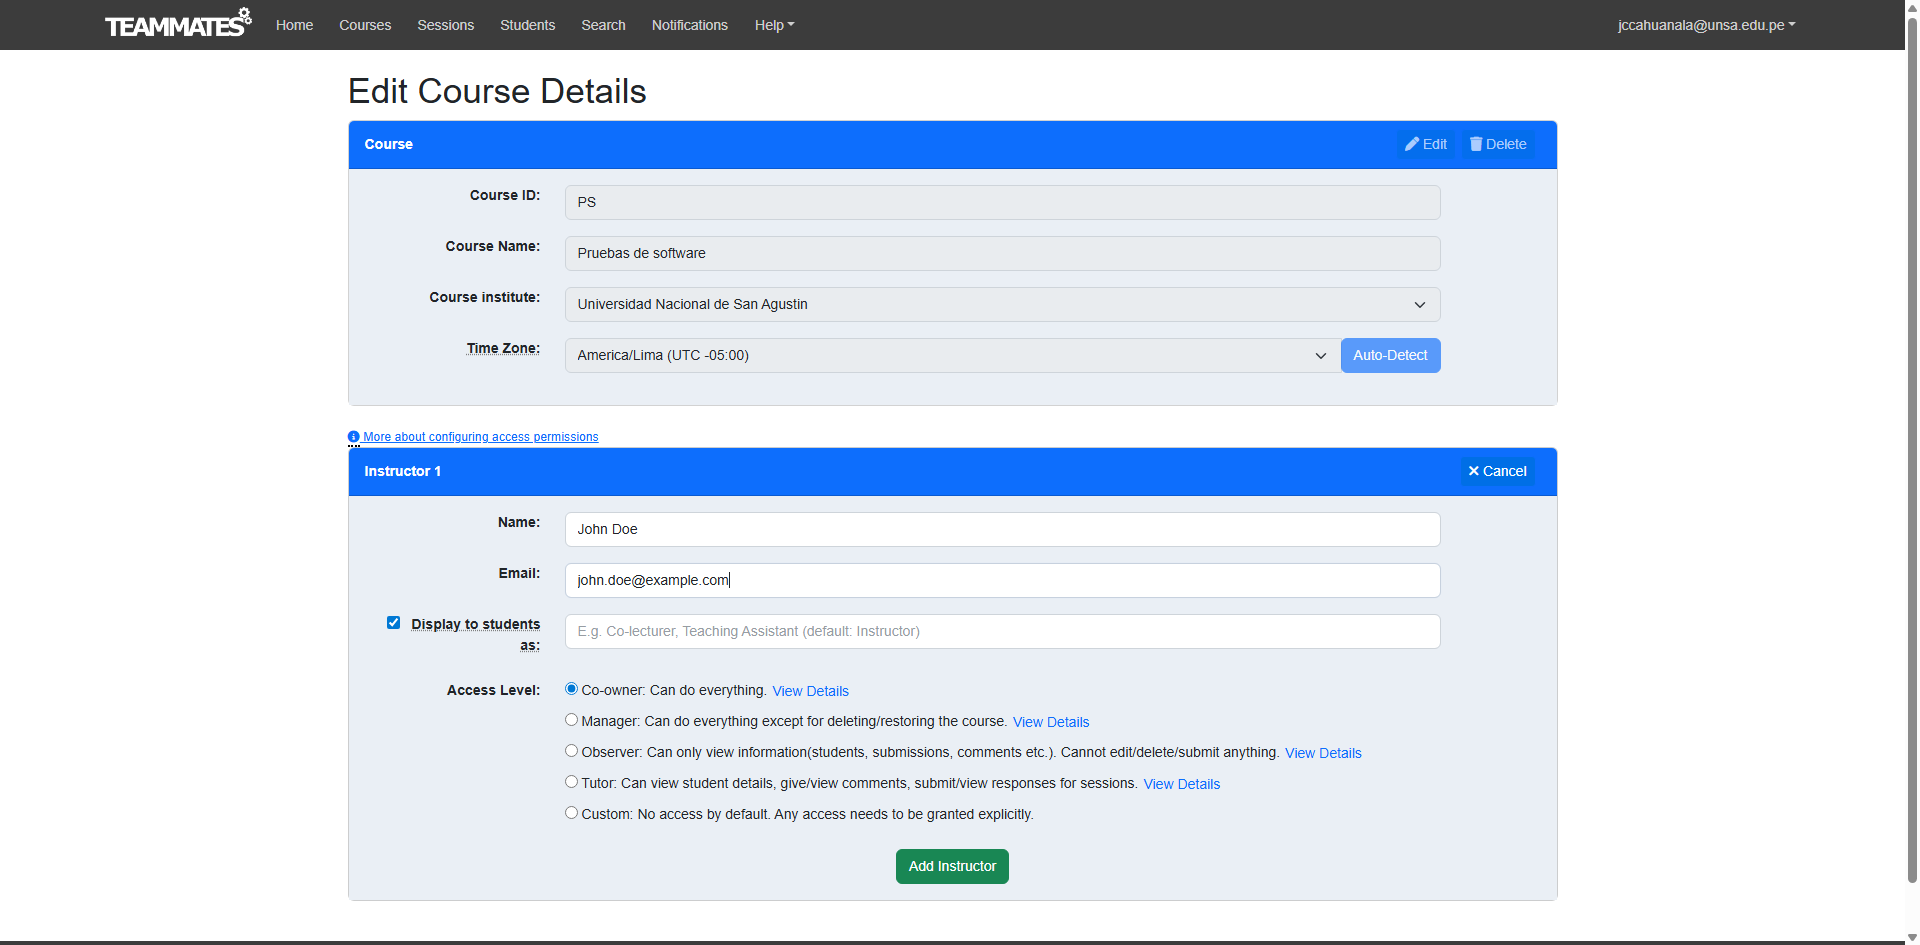 TEAMMATES Home Courses Sessions Students Search Notifications Help jccahuanala@unsa.edu.pe
Edit Course Details
Course Edit Delete
Course ID: PS
Course Name: Pruebas de software
Course institute: Universidad Nacional de San Agustin
Time Zone: America/Lima (UTC -05:00) Auto-Detect
More about configuring access permissions
Instructor 1 Cancel
Name: John Doe
Email: john.doe@example.com
Display to students E.g. Co-lecturer, Teaching Assistant (default: Instructor)
as:
Access Level: Co-owner: Can do everything. View Details
Manager: Can do everything except for deleting/restoring the course. View Details
Observer: Can only view information(students, submissions, comments etc.). Cannot edit/delete/submit anything. View Details
Tutor: Can view student details, give/view comments, submit/view responses for sessions. View Details
Custom: No access by default. Any access needs to be granted explicitly.
Add Instructor